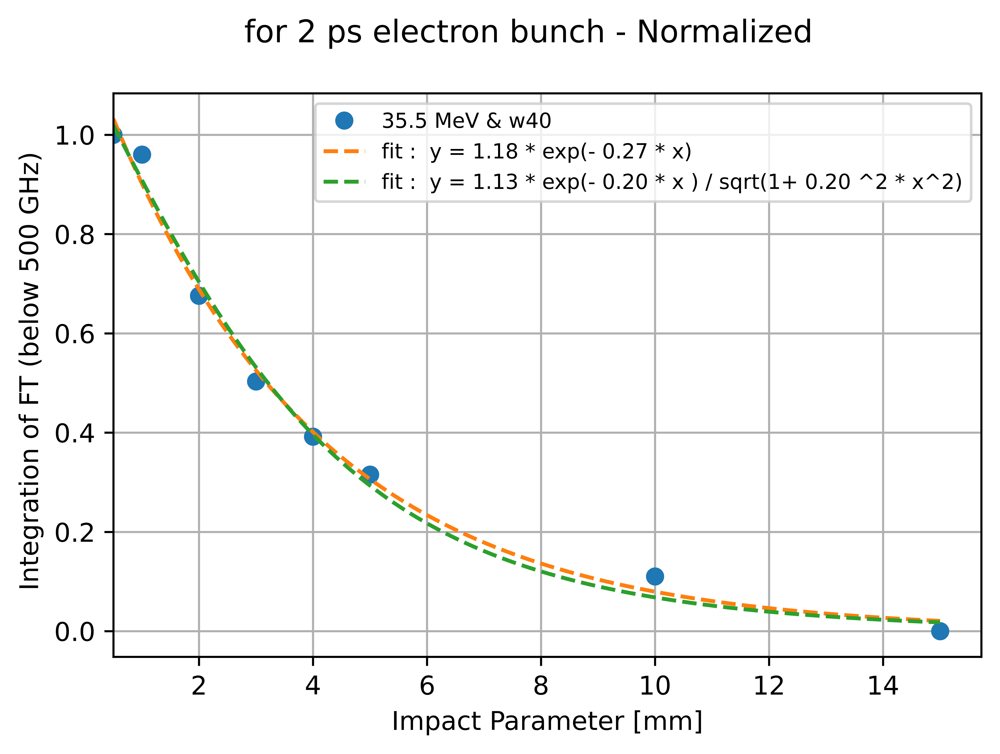 for 2 ps electron bunch - Normalized
35.5 MeV & w40
fit :  y = 1.18 * exp(- 0.27 * x)
fit :  y = 1.13 * exp(- 0.20 * x ) / sqrt(1+ 0.20 ^2 * x^2)
Integration of FT (below 500 GHz)
1.0
0.8
0.6
0.4
0.2
0.0
2 4 6 8 10 12 14
Impact Parameter [mm]